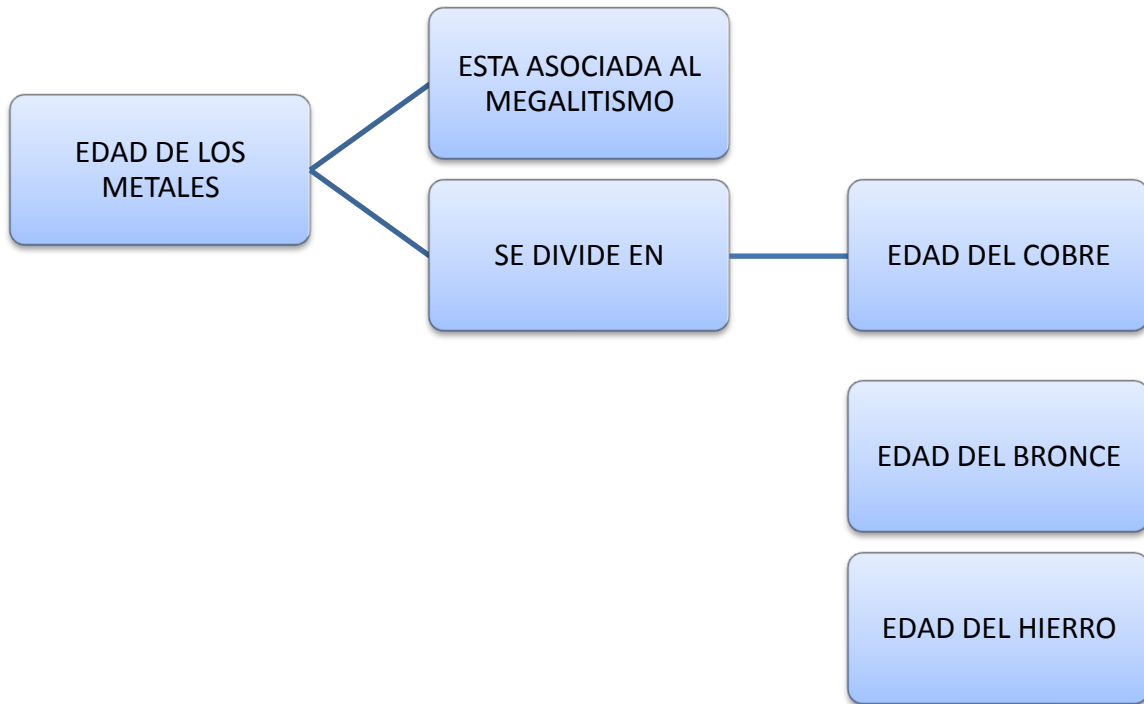 EDAD DE LOS
METALES
ESTA ASOCIADA AL
MEGALITISMO
SE DIVIDE EN
EDAD DEL COBRE
EDAD DEL BRONCE
EDAD DEL HIERRO